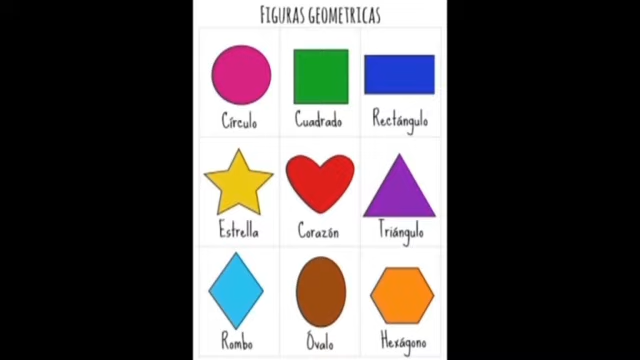 FIGURAS GEOMETRICAS
Círculo
Cuadrado
Rectángulo
Estrella
Corazón
Triángulo
Rombo
Óvalo
Hexágono